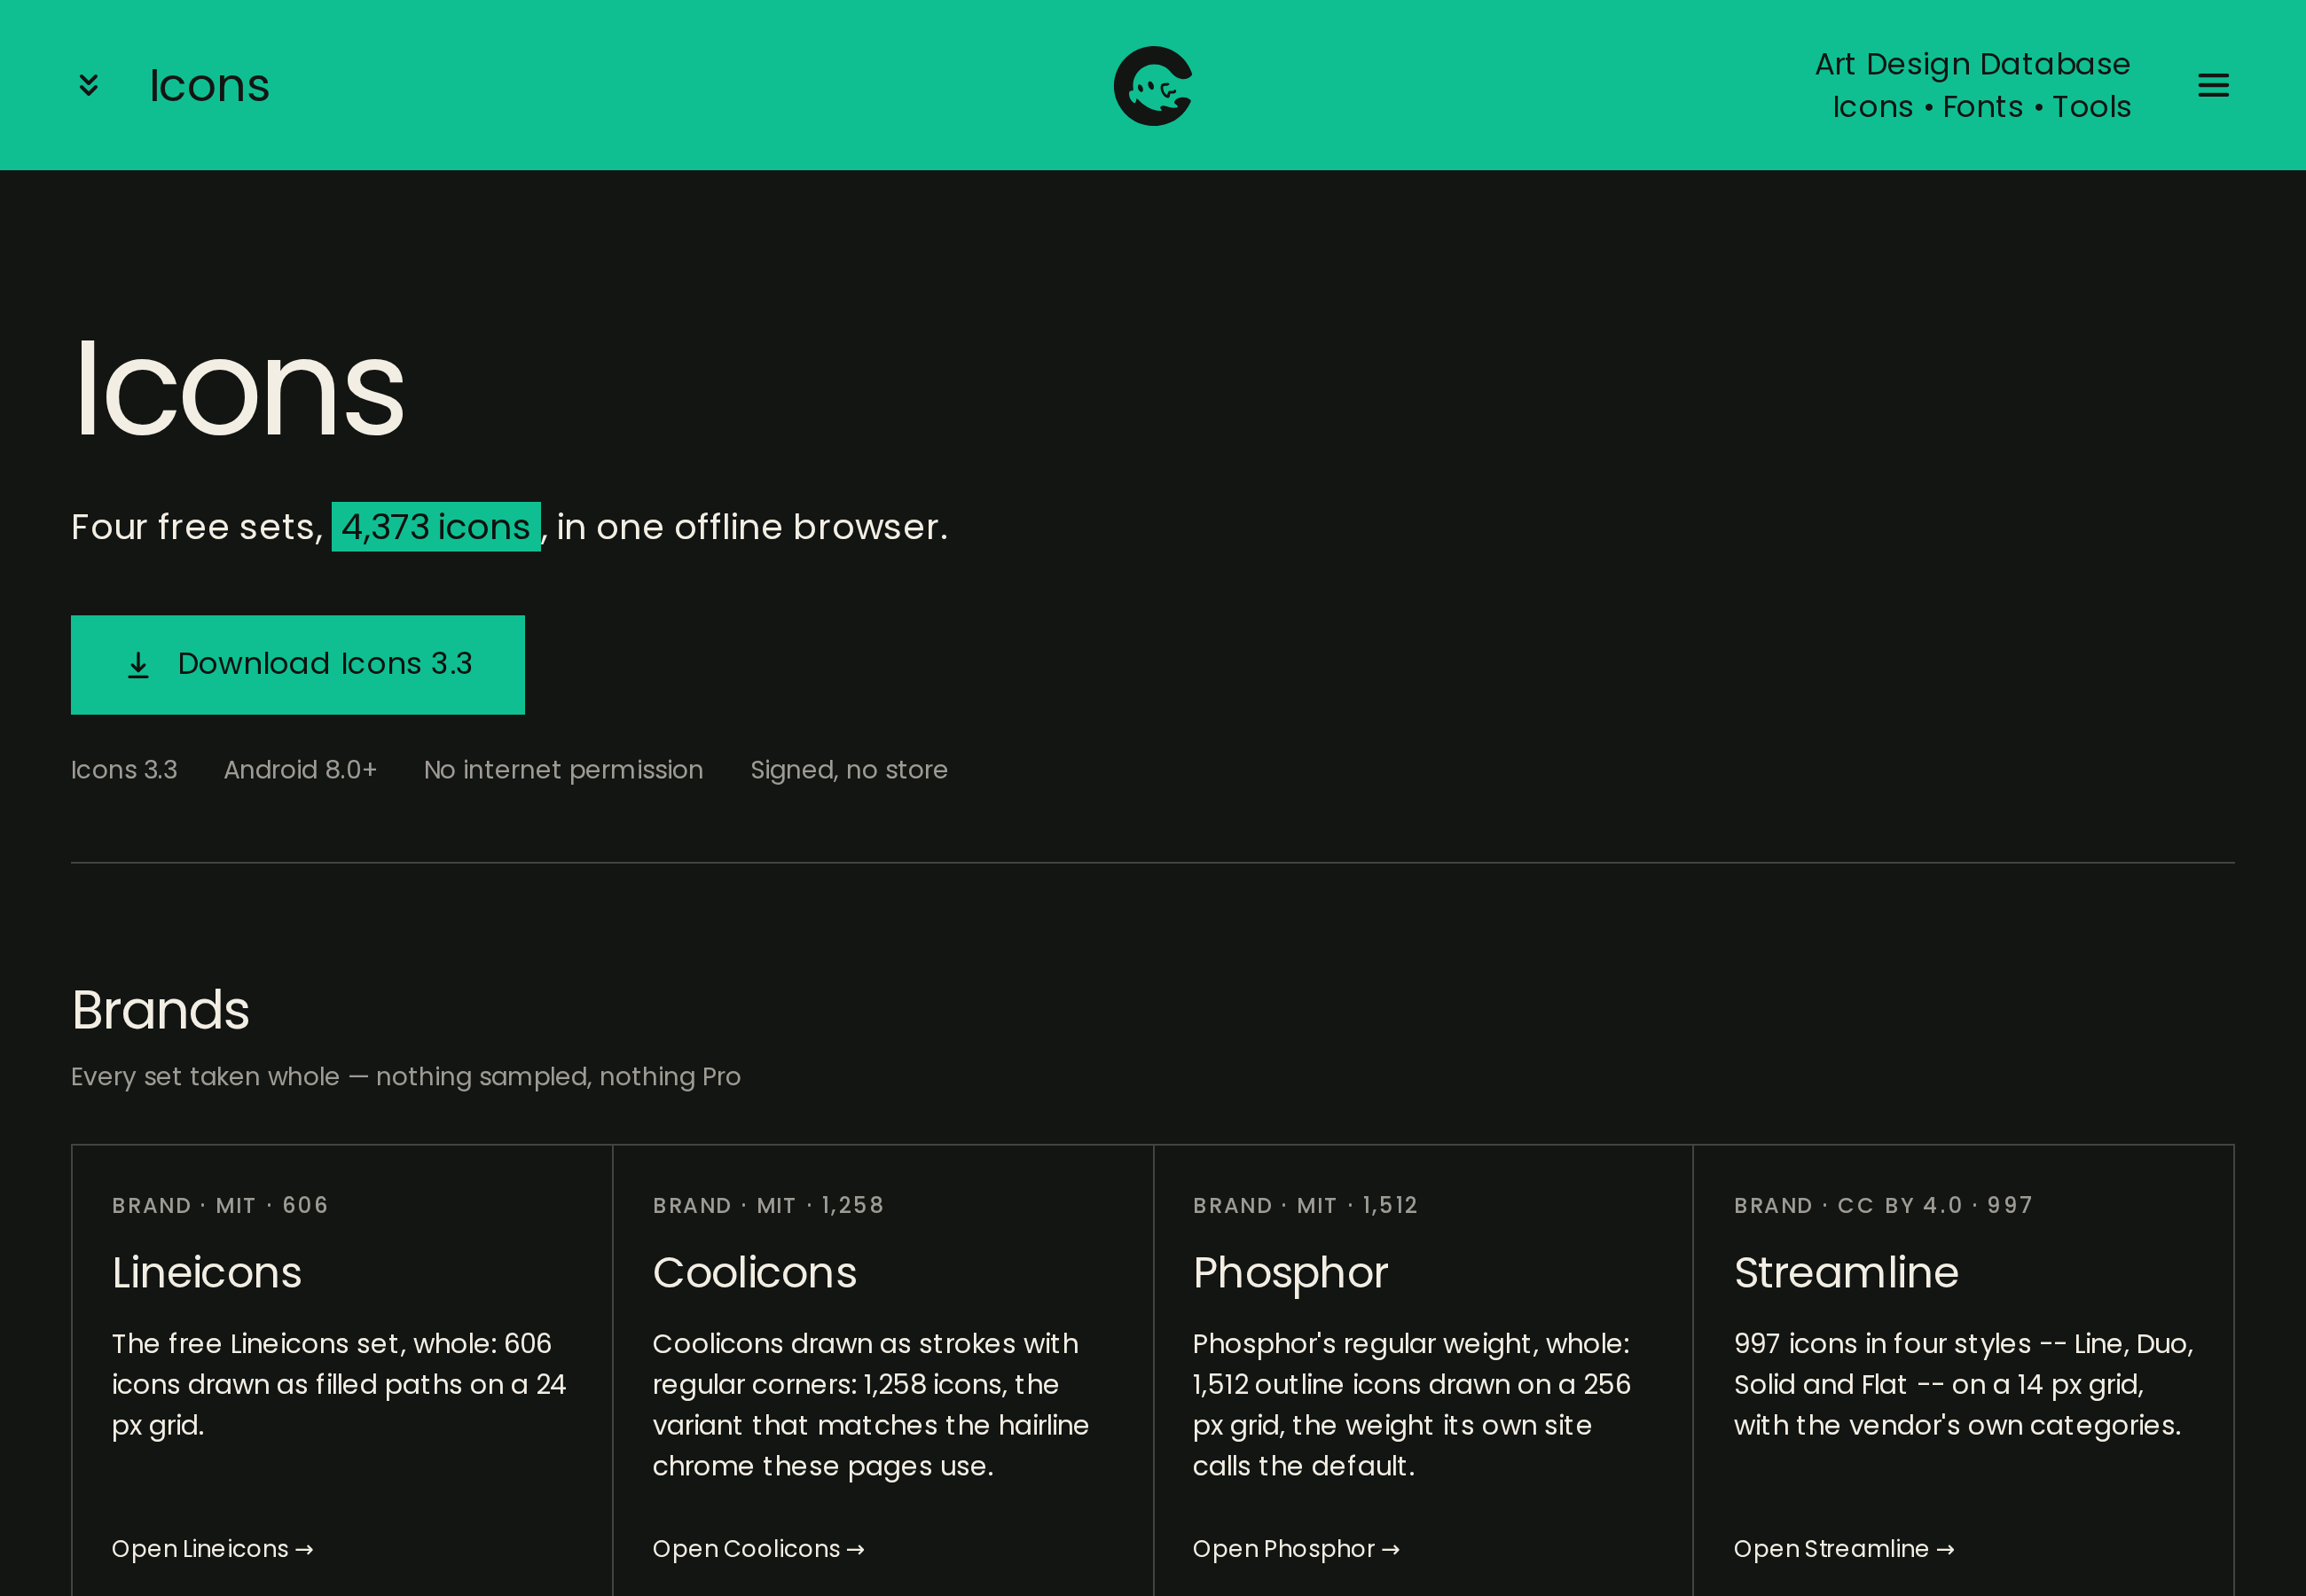 Icons
Art Design Database
Icons • Fonts • Tools
Icons
Four free sets, 4,373 icons , in one offline browser.
Download Icons 3.3
Icons 3.3 Android 8.0+ No internet permission Signed, no store
Brands
Every set taken whole — nothing sampled, nothing Pro
BRAND · MIT · 606
Lineicons
The free Lineicons set, whole: 606
icons drawn as filled paths on a 24
px grid.
Open Lineicons →
BRAND · MIT · 1,258
Coolicons
Coolicons drawn as strokes with
regular corners: 1,258 icons, the
variant that matches the hairline
chrome these pages use.
Open Coolicons →
BRAND · MIT · 1,512
Phosphor
Phosphor's regular weight, whole:
1,512 outline icons drawn on a 256
px grid, the weight its own site
calls the default.
Open Phosphor →
BRAND · CC BY 4.0 · 997
Streamline
997 icons in four styles -- Line, Duo,
Solid and Flat -- on a 14 px grid,
with the vendor's own categories.
Open Streamline →